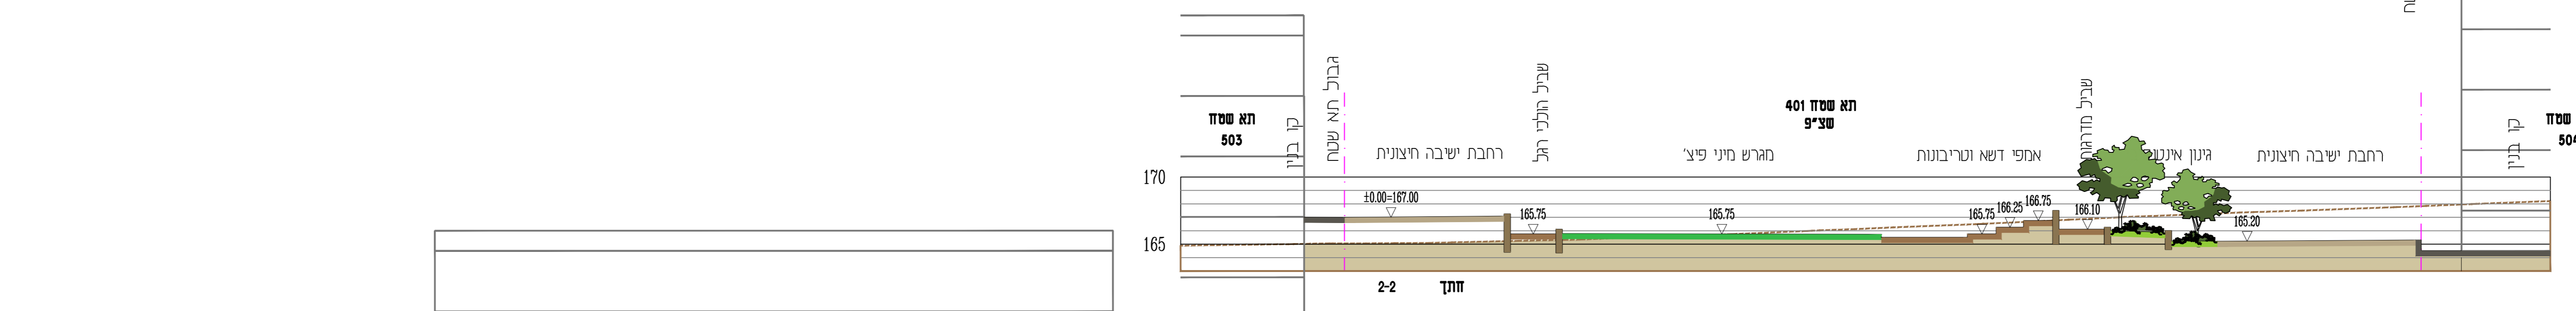 תא שטח
503
קו בנין
גבול תא שטח
רחבת ישיבה חיצונית
שביל הולכי רגל
תא שטח 401
שצ"פ
מגרש מיני פיצ'
אמפי דשא וטריבונות
שביל מדרגות
גינון
רחבת ישיבה חיצונית
קו בנין
שטח
170
165
±0.00=167.00
165.75
165.75
165.75
166.25
166.75
166.10
165.20
חתך 2-2